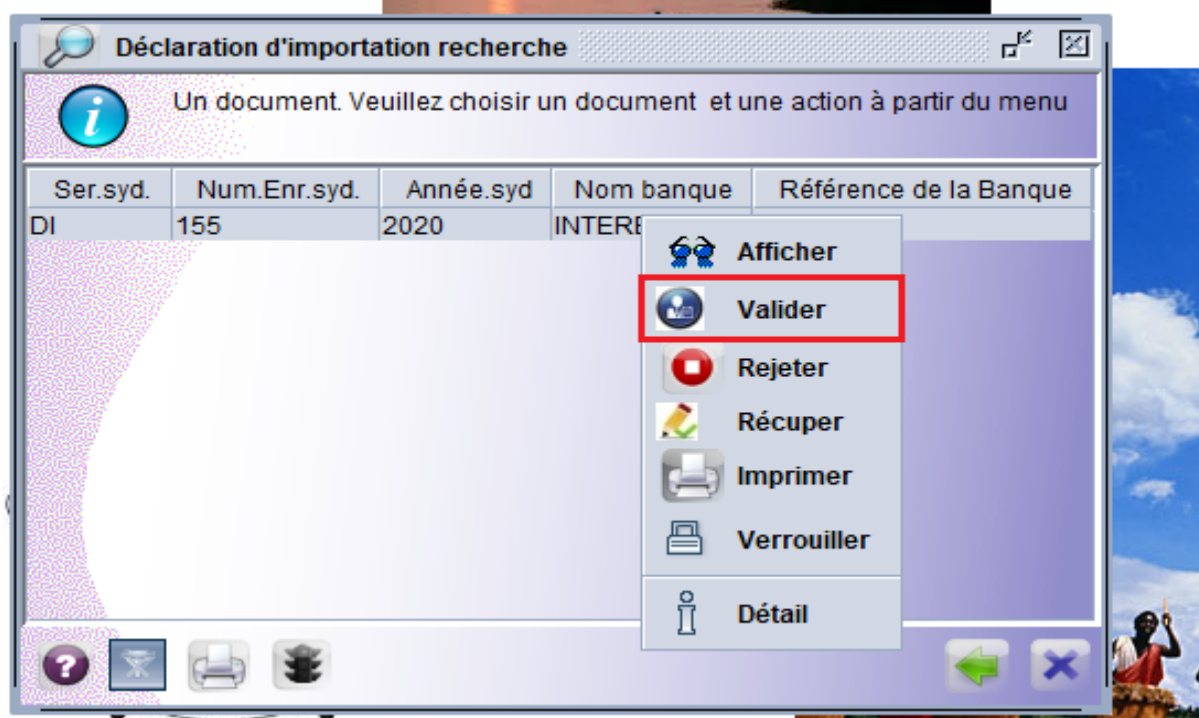 Déclaration d'importation recherche
Un document. Veuillez choisir un document et une action à partir du menu
Ser.syd. Num.Enr.syd. Année.syd Nom banque Référence de la Banque
DI 155 2020
Afficher
Valider
Rejeter
Récuper
Imprimer
Verrouiller
Détail